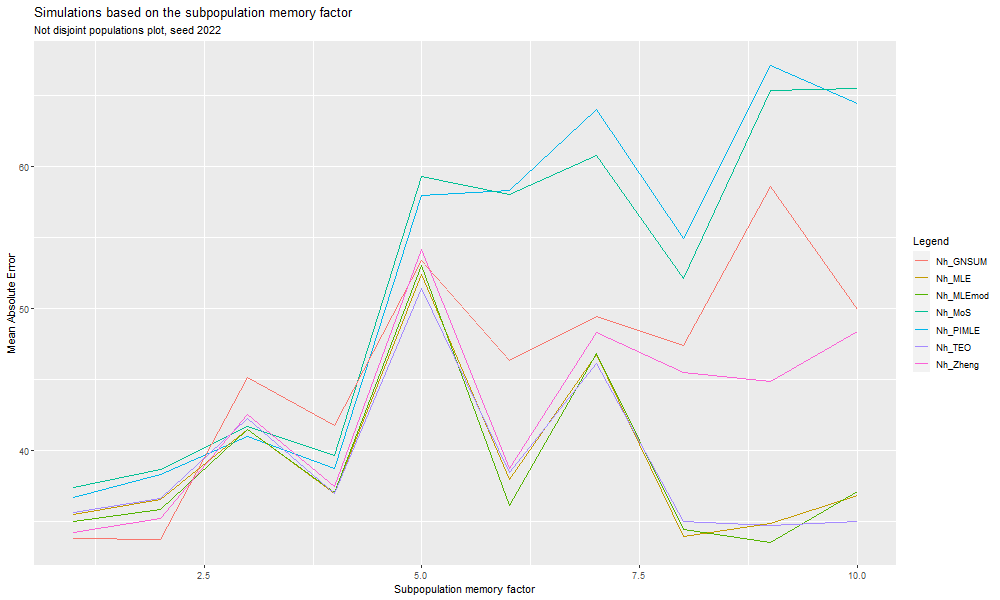 Simulations based on the subpopulation memory factor
Not disjoint populations plot, seed 2022
Mean Absolute Error
60
50
40
2.5
5.0
7.5
10.0
Subpopulation memory factor
Legend
Nh_GNSUM
Nh_MLE
Nh_MLEmod
Nh_MoS
Nh_PIMLE
Nh_TEO
Nh_Zheng